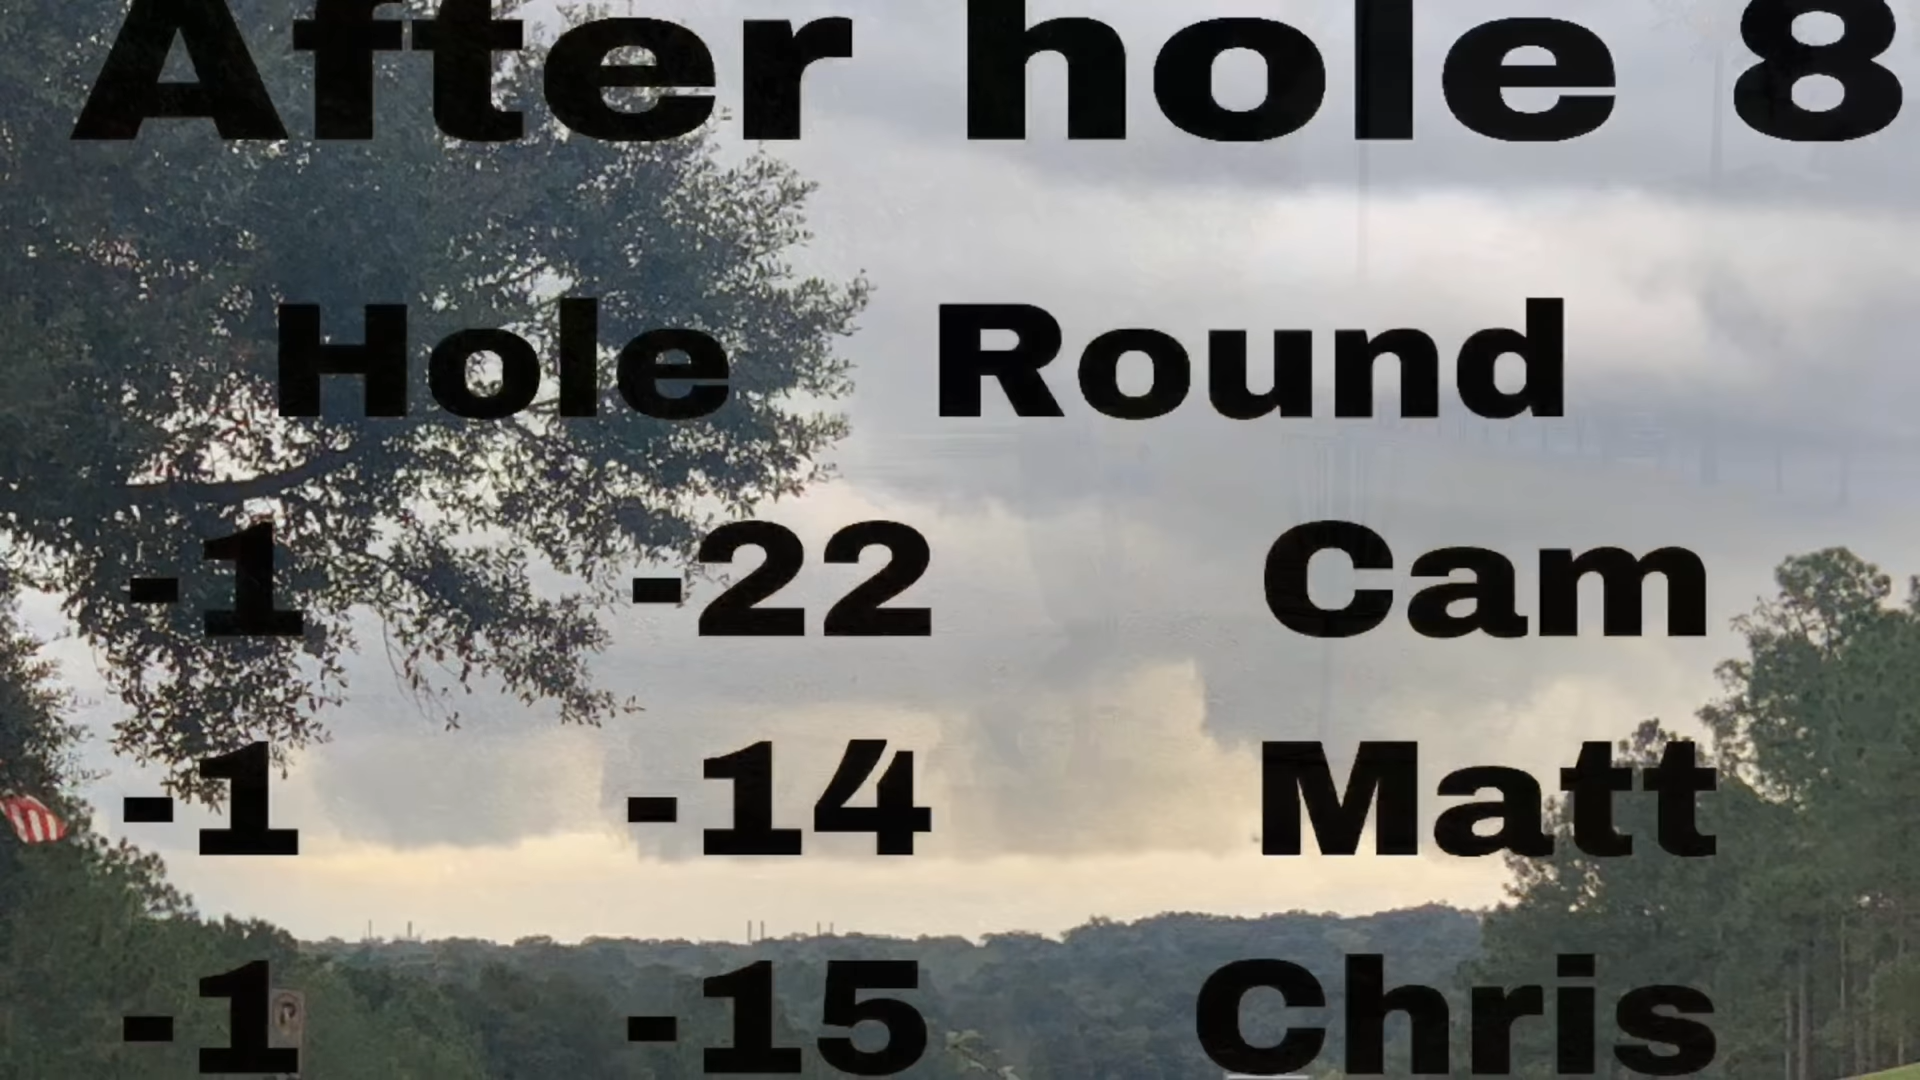 After hole 8
Hole Round
-1 -22 Cam
-1 -14 Matt
-1 -15 Chris